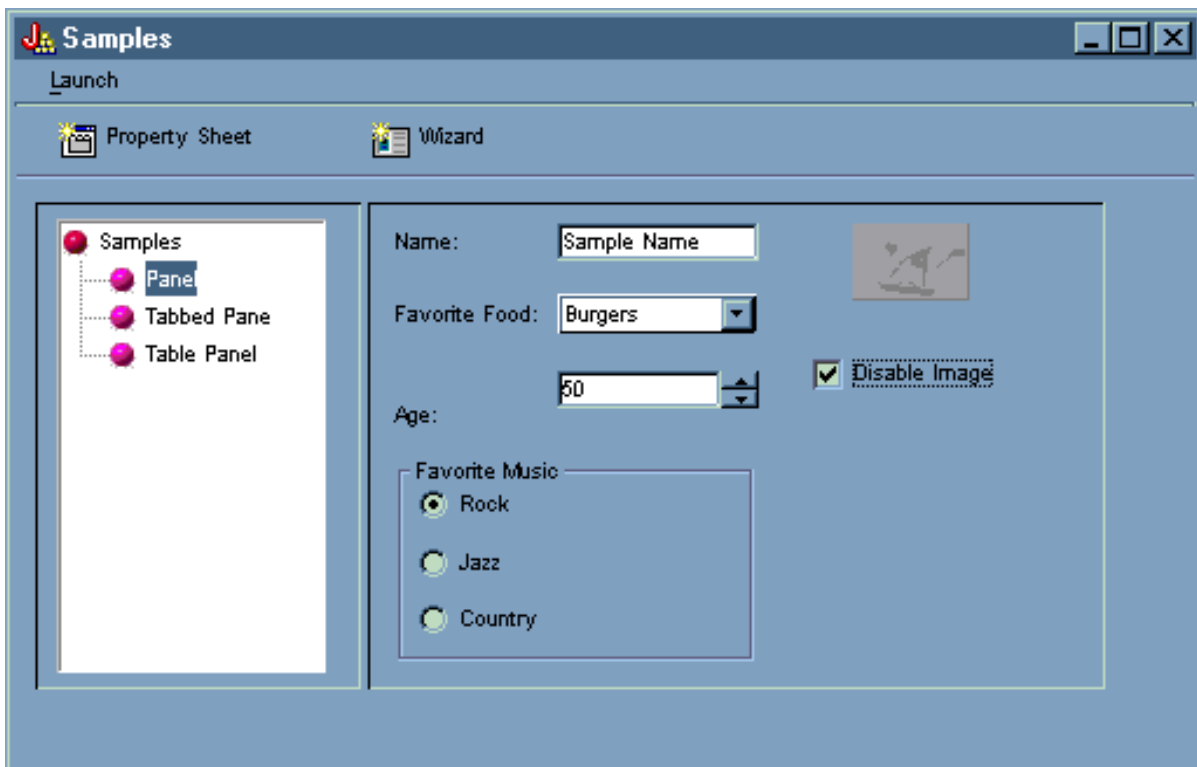 Samples
Launch
Property Sheet
Wizard
Samples
Panel
Tabbed Pane
Table Panel
Name:
Sample Name
Favorite Food:
Burgers
Age:
50
Favorite Music
Rock
Jazz
Country
Disable Image